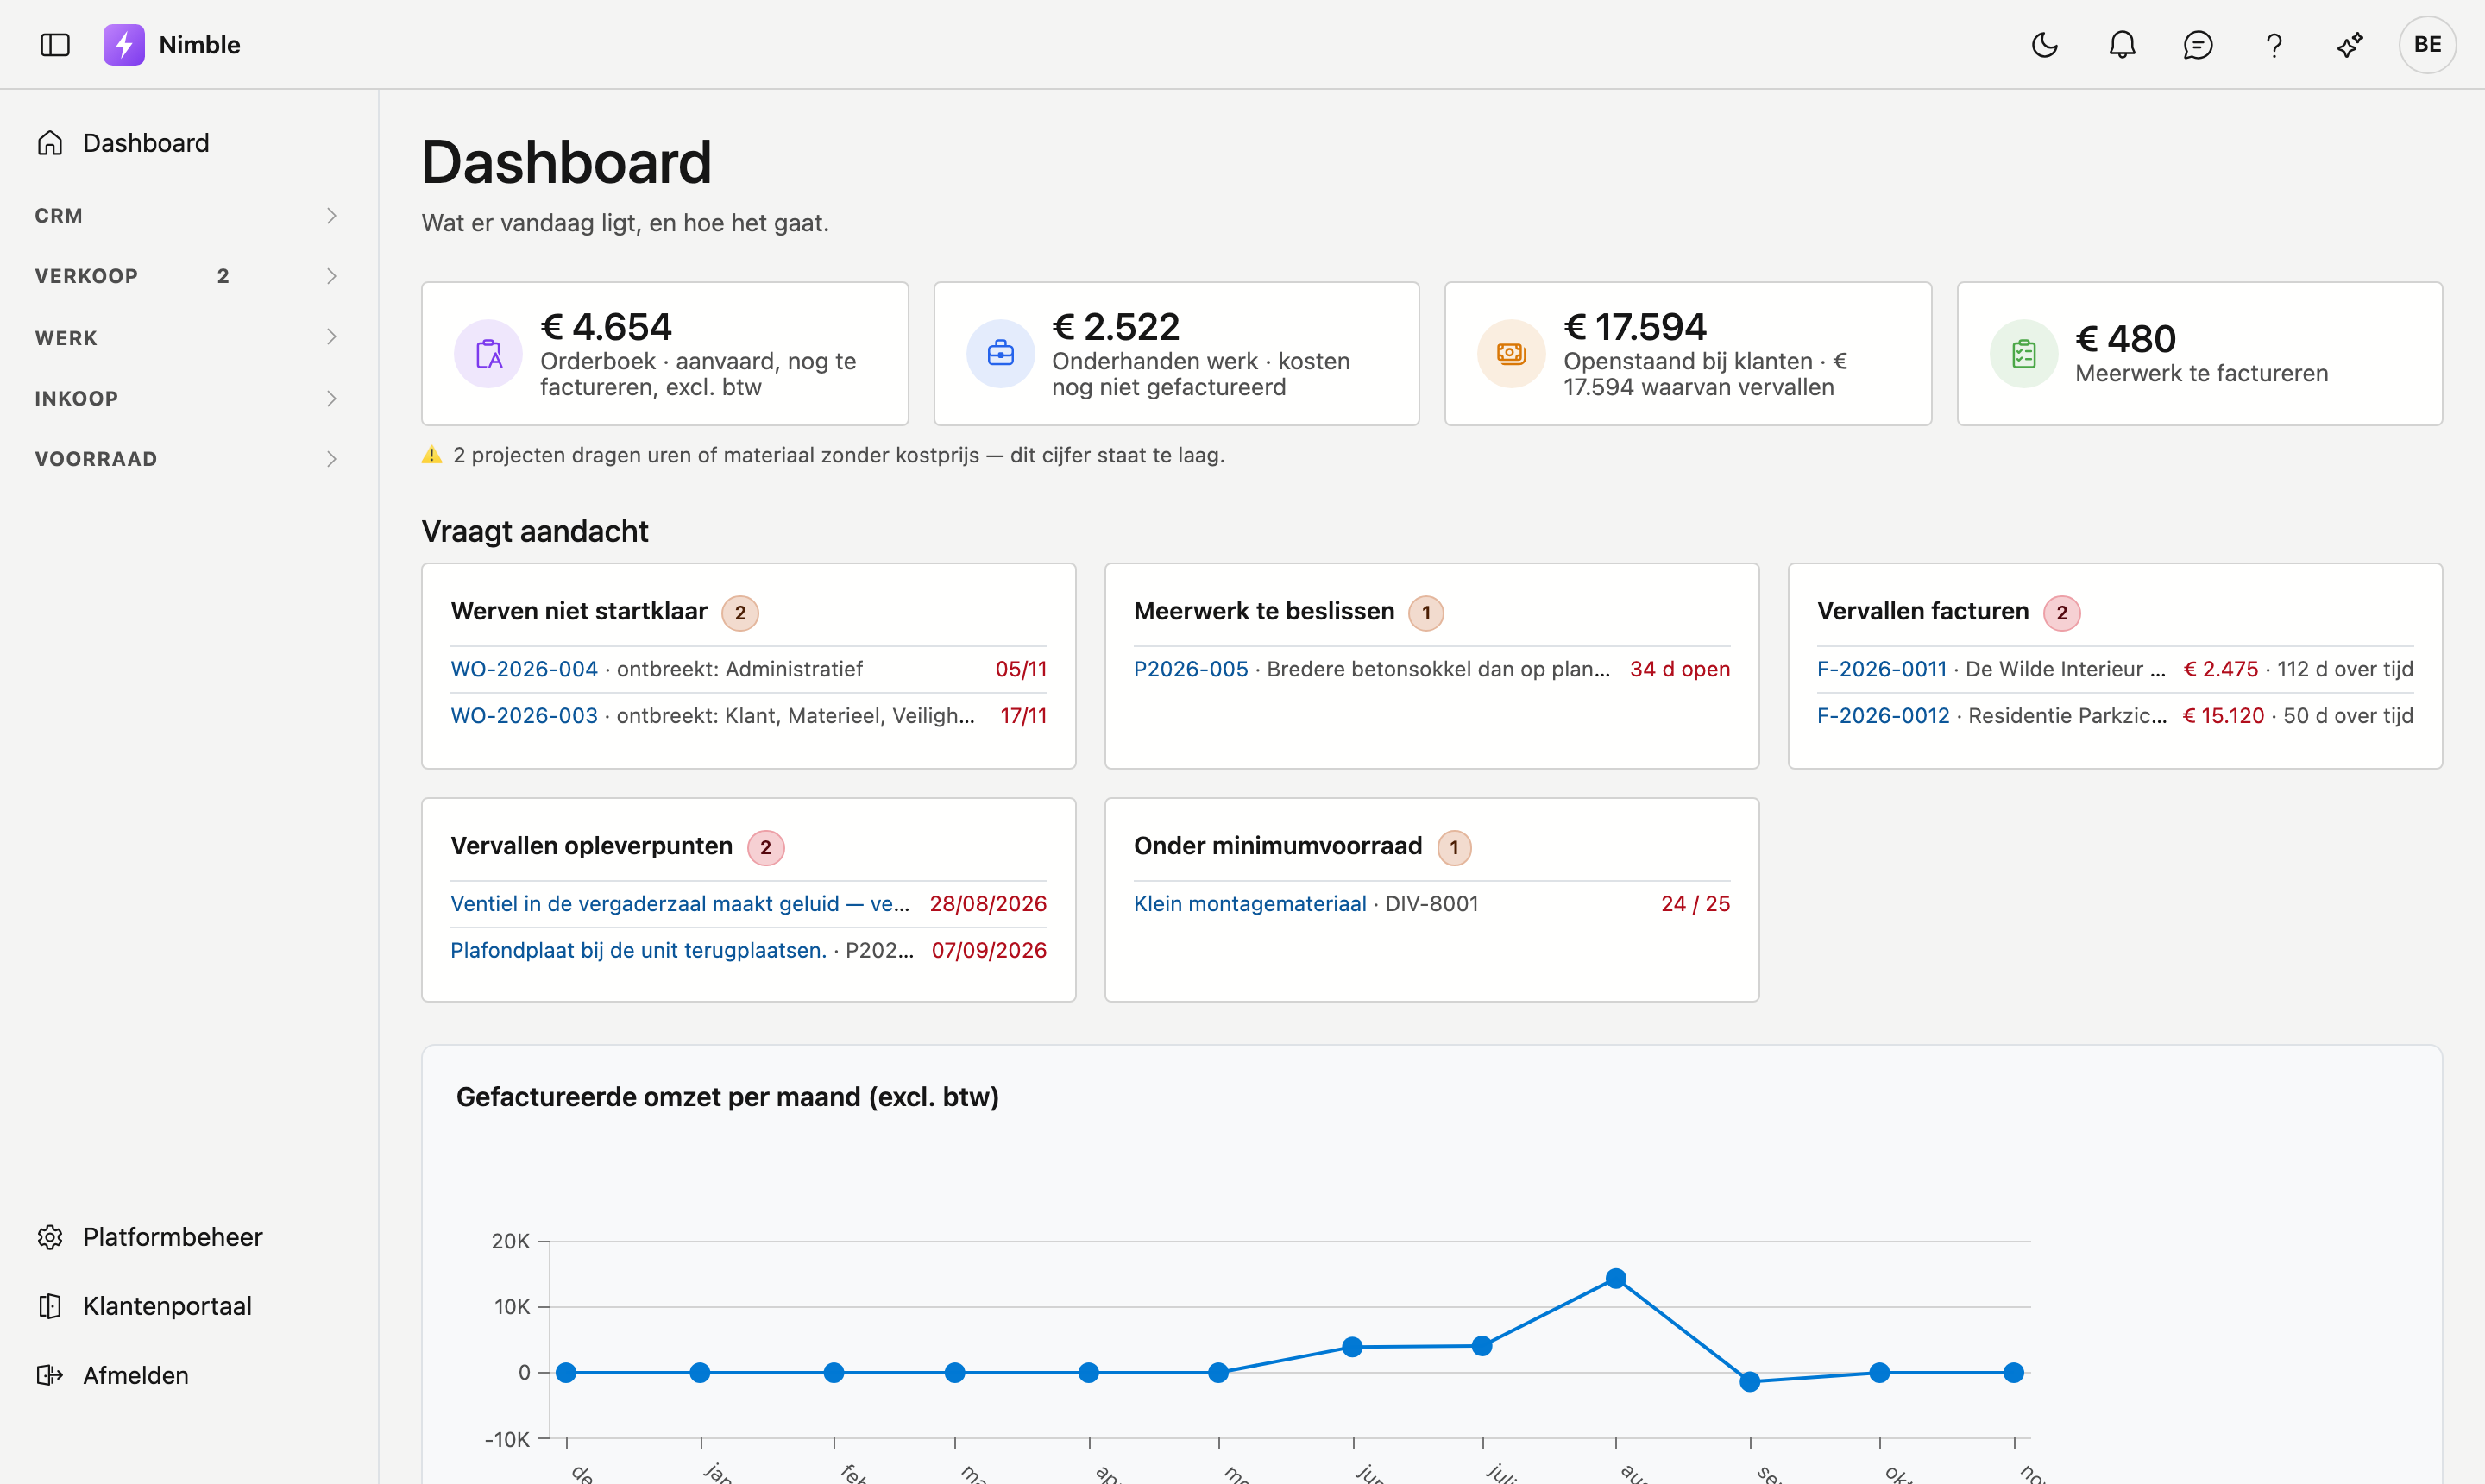 Nimble
BE
Dashboard
CRM
VERKOOP 2
WERK
INKOOP
VOORRAAD
Platformbeheer
Klantenportaal
Afmelden
Dashboard
Wat er vandaag ligt, en hoe het gaat.
€ 4.654
Orderboek · aanvaard, nog te
factureren, excl. btw
€ 2.522
Onderhanden werk · kosten
nog niet gefactureerd
€ 17.594
Openstaand bij klanten · €
17.594 waarvan vervallen
€ 480
Meerwerk te factureren
2 projecten dragen uren of materiaal zonder kostprijs — dit cijfer staat te laag.
Vraagt aandacht
Werven niet startklaar 2
WO-2026-004 · ontbreekt: Administratief 05/11
WO-2026-003 · ontbreekt: Klant, Materieel, Veiligh... 17/11
Meerwerk te beslissen 1
P2026-005 · Bredere betonsokkel dan op plan... 34 d open
Vervallen facturen 2
F-2026-0011 · De Wilde Interieur ... € 2.475 · 112 d over tijd
F-2026-0012 · Residentie Parkzic... € 15.120 · 50 d over tijd
Vervallen opleverpunten 2
Ventiel in de vergaderzaal maakt geluid — ve... 28/08/2026
Plafondplaat bij de unit terugplaatsen. · P202... 07/09/2026
Onder minimumvoorraad 1
Klein montagemateriaal · DIV-8001 24 / 25
Gefactureerde omzet per maand (excl. btw)
20K
10K
0
-10K